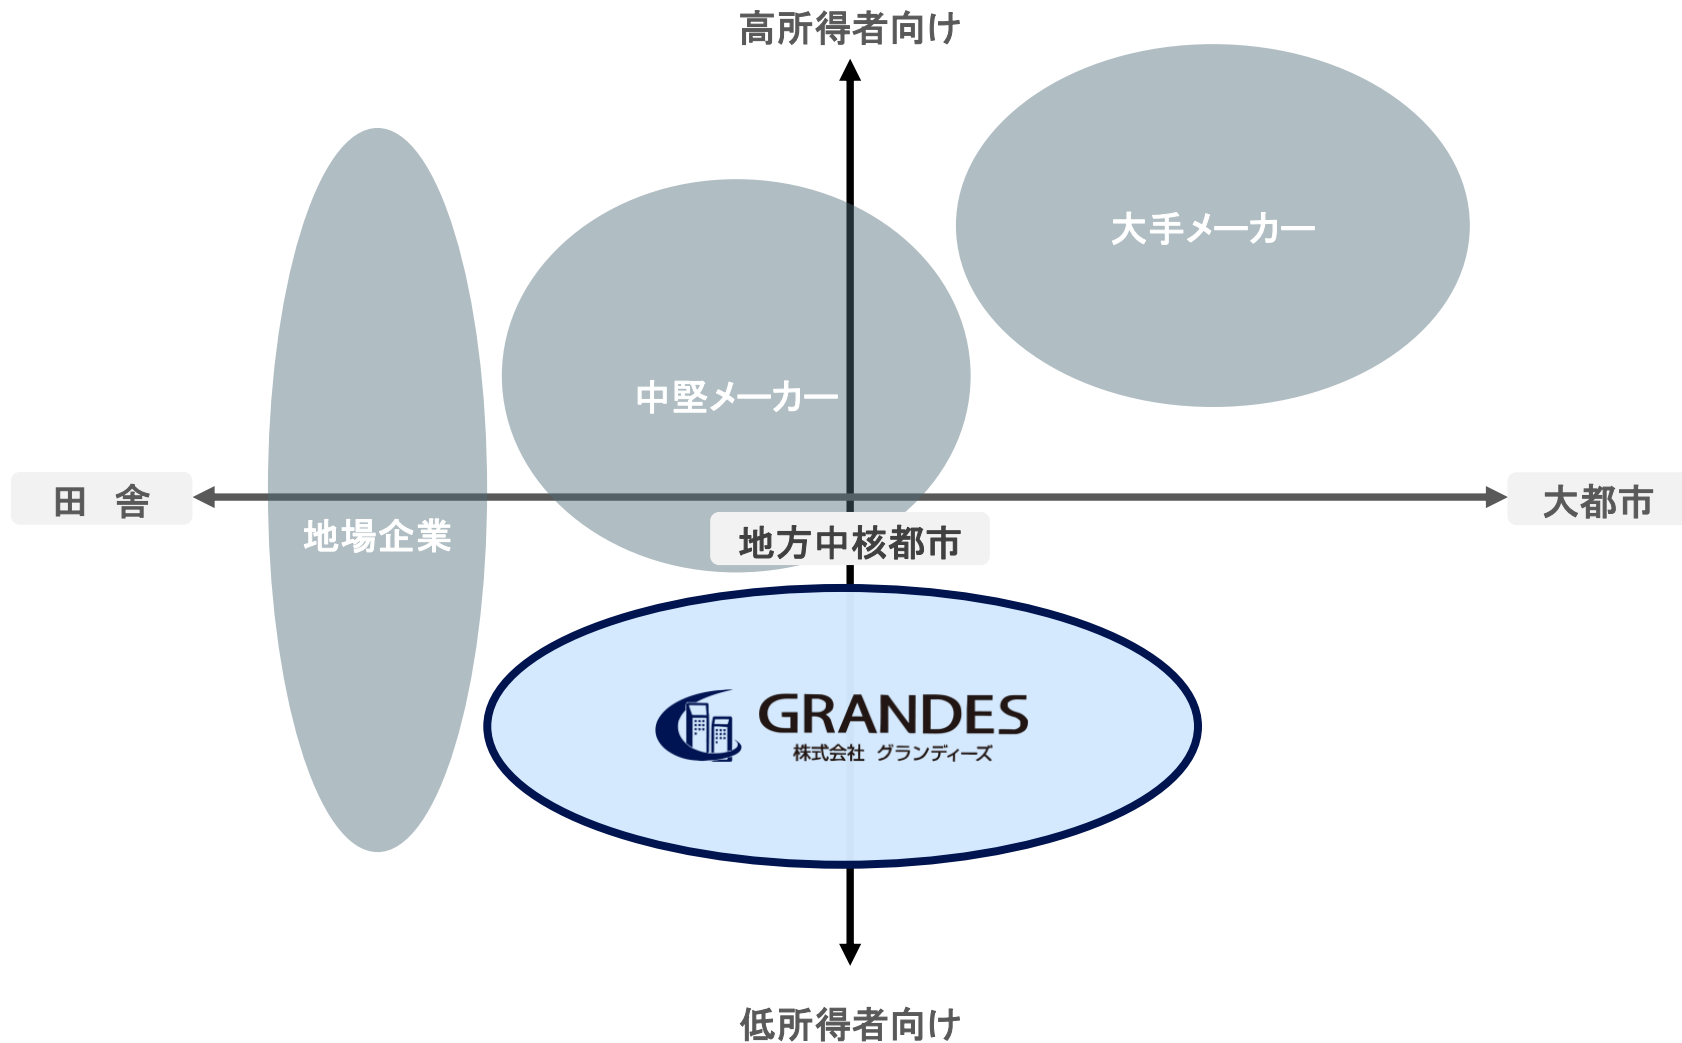 高所得者向け
大手メーカー
中堅メーカー
田　舎
大都市
地場企業
地方中核都市
GRANDES
株式会社　グランディーズ
低所得者向け